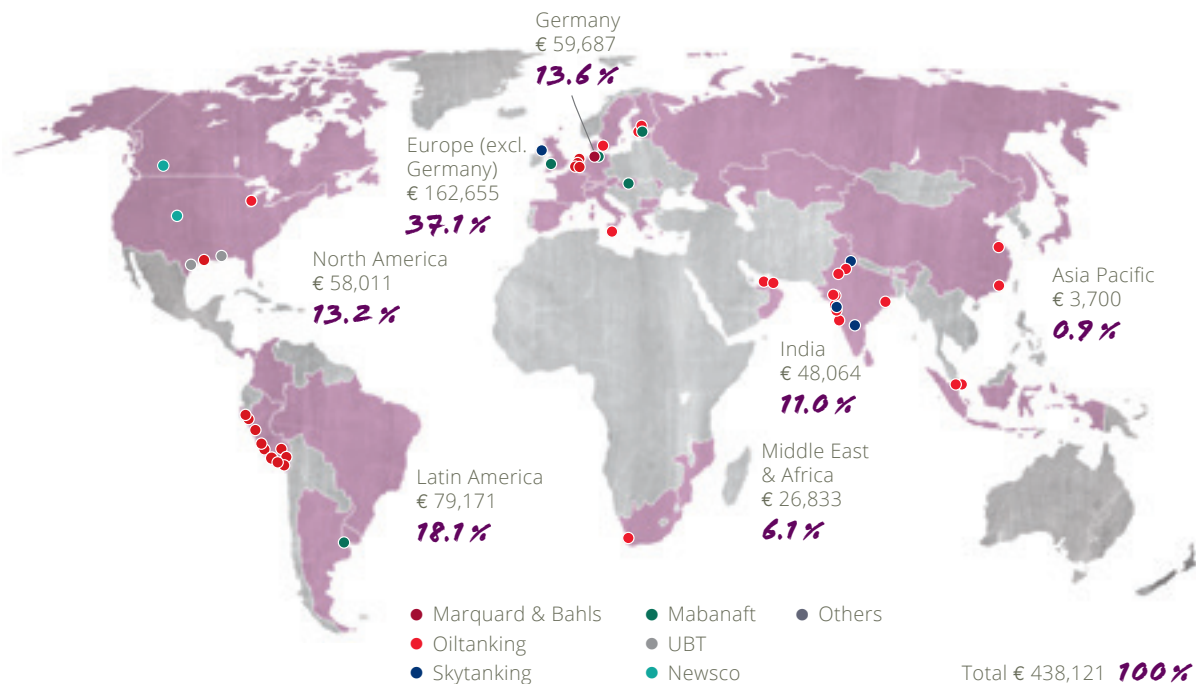 Germany
€ 59,687
13.6 %
Europe (excl.
Germany)
€ 162,655
37.1 %
North America
€ 58,011
13.2 %
Asia Pacific
€ 3,700
0.9 %
India
€ 48,064
11.0 %
Middle East
& Africa
€ 26,833
6.1 %
Latin America
€ 79,171
18.1 %
Marquard & Bahls
Oiltanking
Skytanking
Mabanaft
UBT
Newsco
Others
Total € 438,121 100%